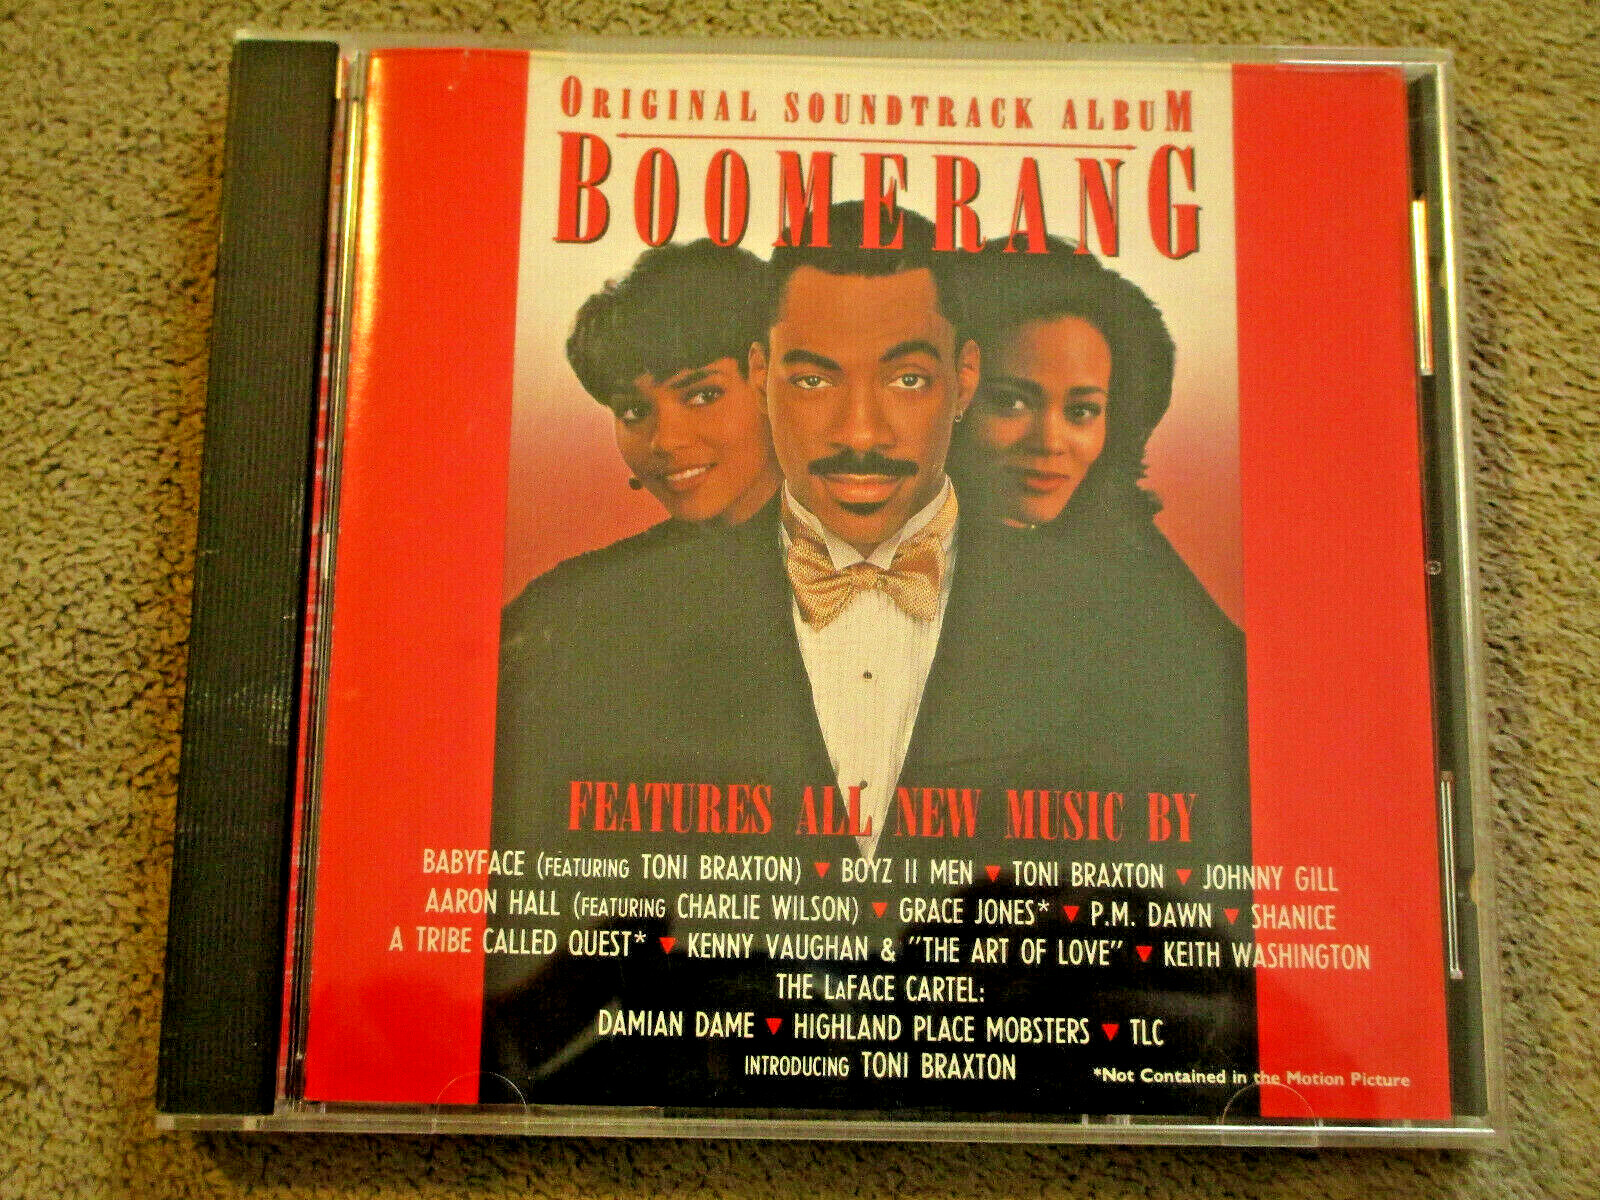 ORIGINAL SOUNDTRACK ALBUM
BOOMERANG
FEATURES ALL NEW MUSIC BY
BABYFACE (FEATURING TONI BRAXTON) ▼ BOYZ II MEN ▼ TONI BRAXTON ▼ JOHNNY GILL
AARON HALL (FEATURING CHARLIE WILSON) ▼ GRACE JONES* ▼ P.M. DAWN ▼ SHANICE
A TRIBE CALLED QUEST* ▼ KENNY VAUGHAN & "THE ART OF LOVE" ▼ KEITH WASHINGTON
THE LAFACE CARTEL:
DAMIAN DAME ▼ HIGHLAND PLACE MOBSTERS ▼ TLC
INTRODUCING TONI BRAXTON
*Not Contained in the Motion Picture